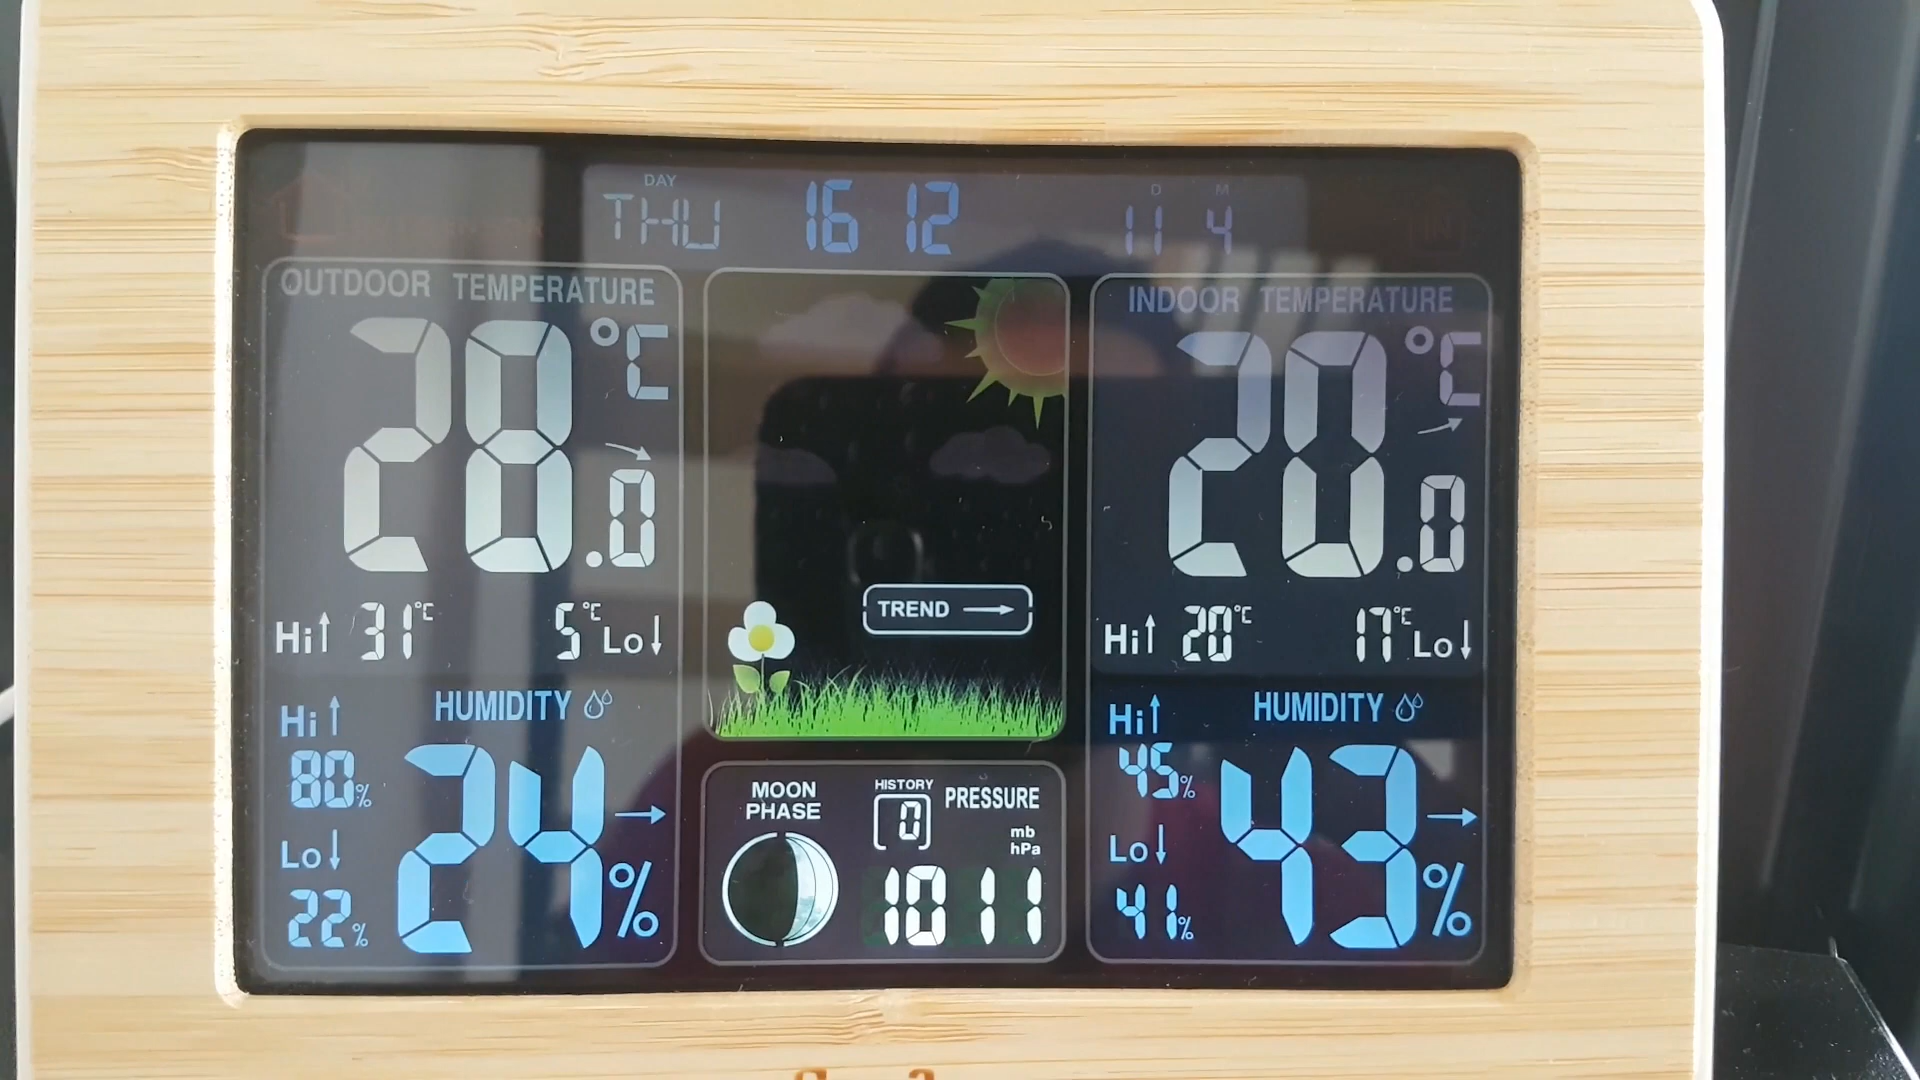 DAY D M
THU 16 12 11 4
OUTDOOR TEMPERATURE
28.0 °C
Hi 31 °C 5 °C Lo
HUMIDITY
Hi
80%
24%
Lo
22%
TREND
MOON PHASE
HISTORY
0
PRESSURE
mb
hPa
1011
INDOOR TEMPERATURE
IN
20.0 °C
Hi 20 °C 17 °C Lo
HUMIDITY
Hi
45%
43%
Lo
41%